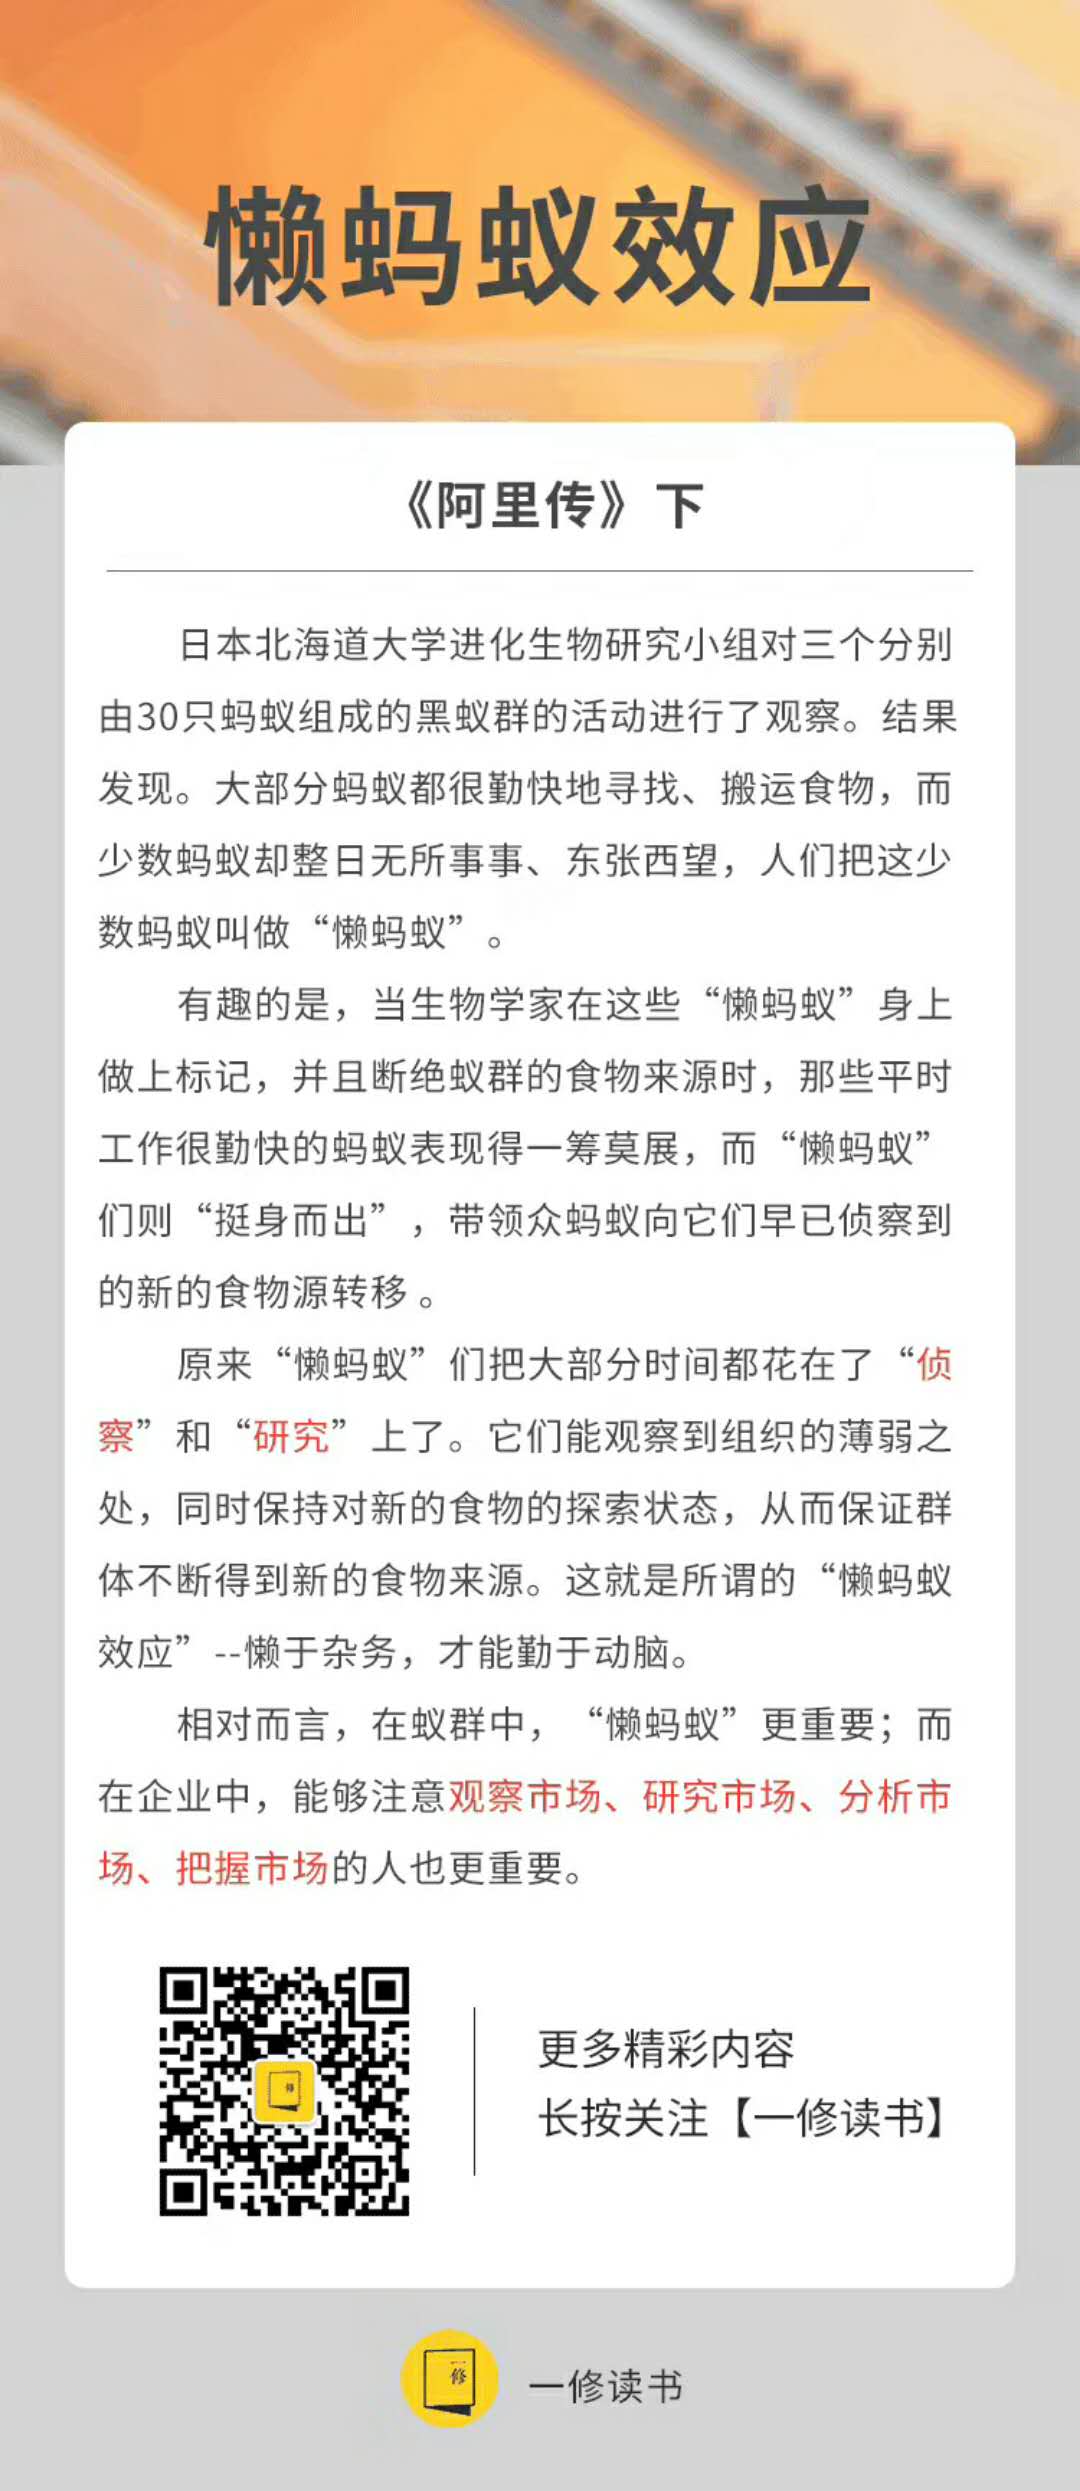 懒蚂蚁效应
《阿里传》下
日本北海道大学进化生物研究小组对三个分别
由30只蚂蚁组成的黑蚁群的活动进行了观察。结果
发现。大部分蚂蚁都很勤快地寻找、搬运食物，而
少数蚂蚁却整日无所事事、东张西望，人们把这少
数蚂蚁叫做“懒蚂蚁”。
有趣的是，当生物学家在这些“懒蚂蚁”身上
做上标记，并且断绝蚁群的食物来源时，那些平时
工作很勤快的蚂蚁表现得一筹莫展，而“懒蚂蚁”
们则“挺身而出”，带领众蚂蚁向它们早已侦察到
的新的食物源转移。
原来“懒蚂蚁”们把大部分时间都花在了“侦
察”和“研究”上了。它们能观察到组织的薄弱之
处，同时保持对新的食物的探索状态，从而保证群
体不断得到新的食物来源。这就是所谓的“懒蚂蚁
效应”--懒于杂务，才能勤于动脑。
相对而言，在蚁群中，“懒蚂蚁”更重要；而
在企业中，能够注意观察市场、研究市场、分析市
场、把握市场的人也更重要。
修
更多精彩内容
长按关注【一修读书】
一修
一修读书